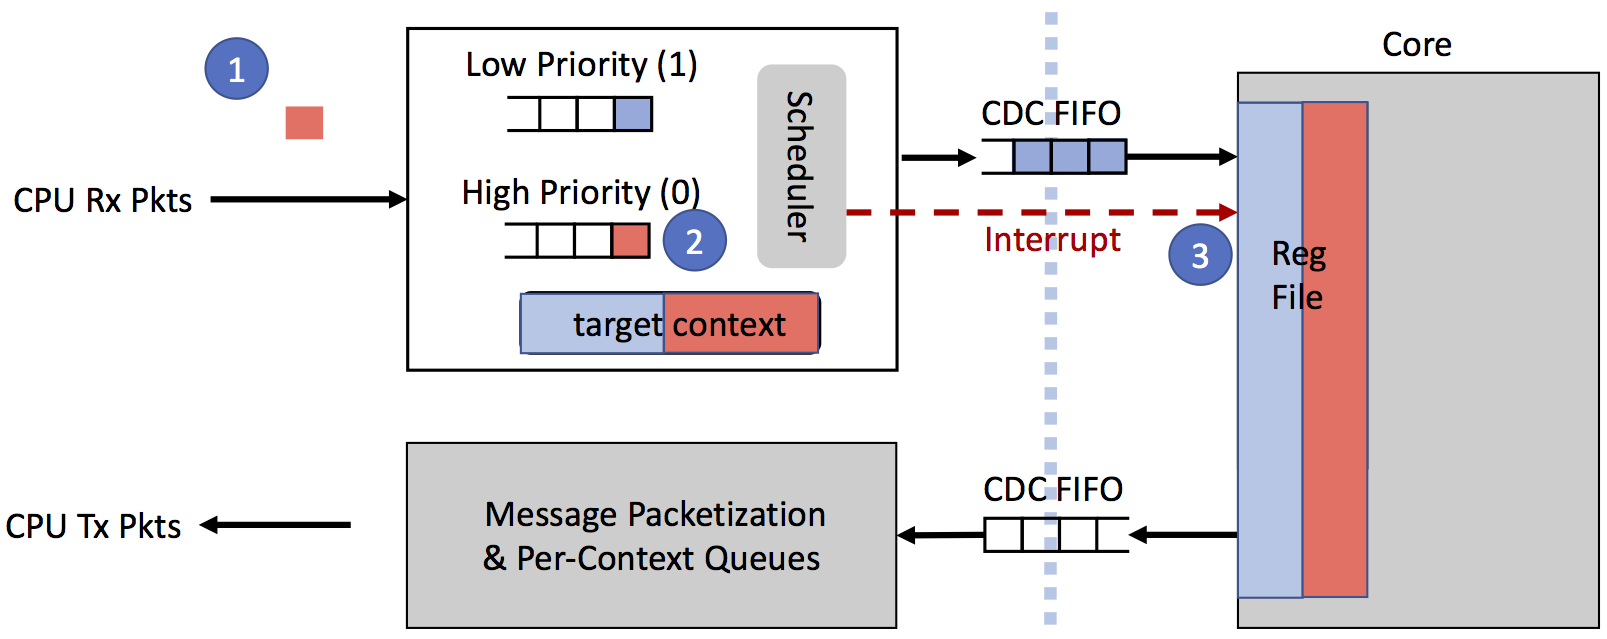 1
Low Priority (1)
Scheduler
Core
CDC FIFO
CPU Rx Pkts
High Priority (0)
2
Interrupt
3
Reg
File
target context
CDC FIFO
CPU Tx Pkts
Message Packetization
& Per-Context Queues